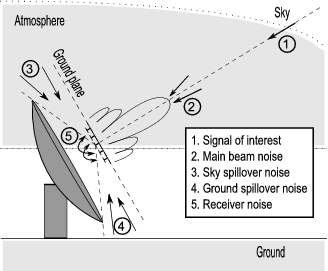 Sky
Atmosphere
1
Ground plane
3
2
5
1. Signal of interest
2. Main beam noise
3. Sky spillover noise
4. Ground spillover noise
5. Receiver noise
4
Ground